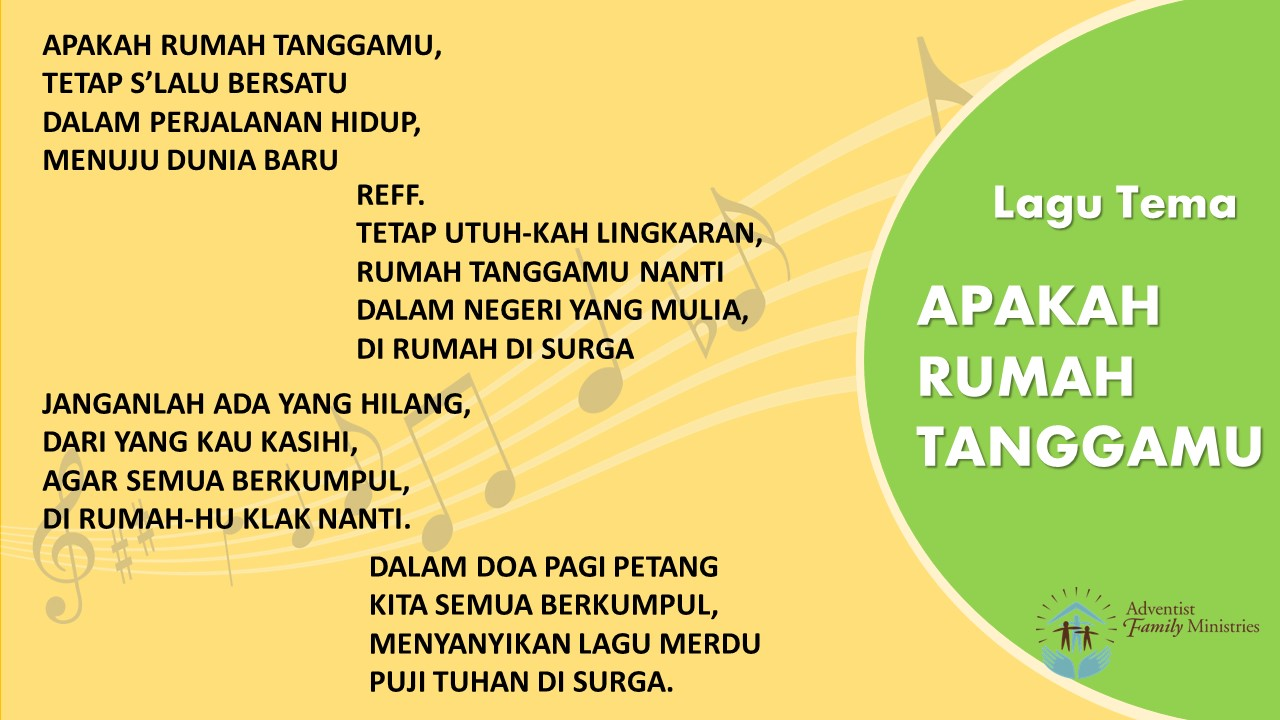 APAKAH RUMAH TANGGAMU,
TETAP S’LALU BERSATU
DALAM PERJALANAN HIDUP,
MENUJU DUNIA BARU
REFF.
TETAP UTUH-KAH LINGKARAN,
RUMAH TANGGAMU NANTI
DALAM NEGERI YANG MULIA,
DI RUMAH DI SURGA
JANGANLAH ADA YANG HILANG,
DARI YANG KAU KASIHI,
AGAR SEMUA BERKUMPUL,
DI RUMAH-HU KLAK NANTI.
DALAM DOA PAGI PETANG
KITA SEMUA BERKUMPUL,
MENYANYIKAN LAGU MERDU
PUJI TUHAN DI SURGA.
Lagu Tema
APAKAH
RUMAH
TANGGAMU
Adventist
Family Ministries